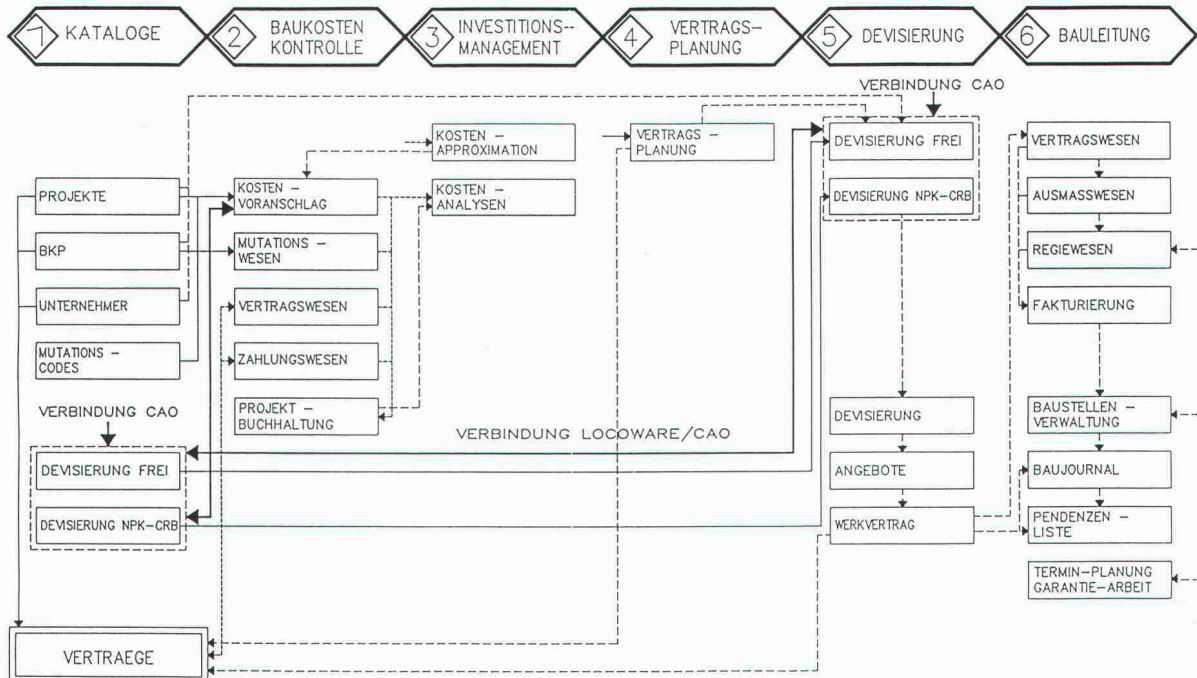 1 KATALOGE
2 BAUKOSTEN
KONTROLLE
3 INVESTITIONS--
MANAGEMENT
4 VERTRAGS-
PLANUNG
5 DEVISIERUNG
6 BAULEITUNG
PROJEKTE
BKP
UNTERNEHMER
MUTATIONS -
CODES
VERBINDUNG CAO
DEVISIERUNG FREI
DEVISIERUNG NPK-CRB
VERTRAEGE
KOSTEN -
VORANSCHLAG
MUTATIONS -
WESEN
VERTRAGSWESEN
ZAHLUNGSWESEN
PROJEKT -
BUCHHALTUNG
KOSTEN -
APPROXIMATION
KOSTEN -
ANALYSEN
VERBINDUNG LOCOWARE/CAO
VERTRAGS -
PLANUNG
VERBINDUNG CAO
DEVISIERUNG FREI
DEVISIERUNG NPK-CRB
DEVISIERUNG
ANGEBOTE
WERKVERTRAG
VERTRAGSWESEN
AUSMASSWESEN
REGIEWESEN
FAKTURIERUNG
BAUSTELLEN -
VERWALTUNG
BAUJOURNAL
PENDENZEN -
LISTE
TERMIN-PLANUNG
GARANTIE-ARBEIT